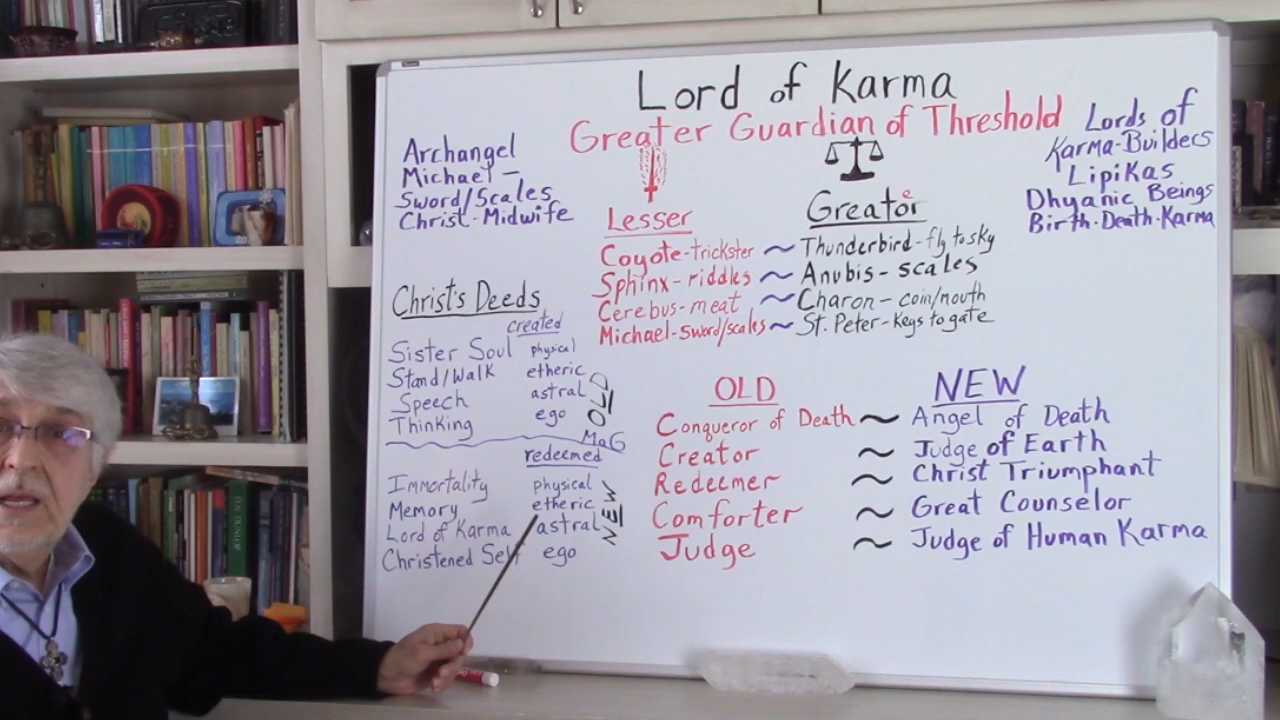 Lord of Karma
Greater Guardian of Threshold
Archangel
Michael –
Sword/Scales
Christ-Midwife
Lords of
Karma-Builders
Lipikas
Dhyanic Beings
Birth-Death-Karma
Lesser
Coyote-trickster ~ Thunderbird-fly to sky
Sphinx-riddles ~ Anubis-scales
Cerebus-meat ~ Charon-coin/mouth
Michael-sword/scales ~ St. Peter-Keys to gate
Christ's Deeds
created
Sister Soul physical
Stand/Walk etheric
Speech astral
Thinking ego
OLD
MaG
redeemed
Immortality physical
Memory – etheric
Lord of Karma astral
Christened Self ego
NEW
OLD NEW
Conqueror of Death ~ Angel of Death
Creator ~ Judge of Earth
Redeemer ~ Christ Triumphant
Comforter ~ Great Counselor
Judge ~ Judge of Human Karma